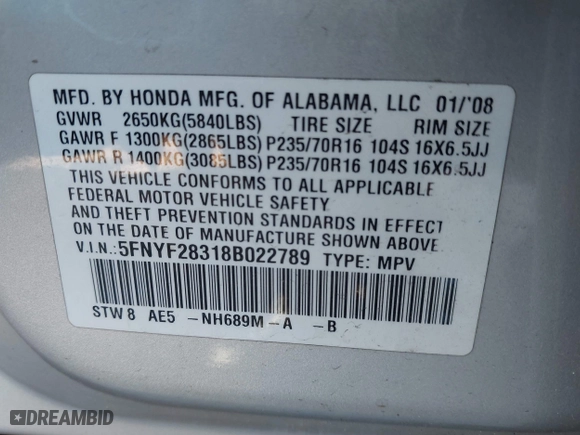 MFD. BY HONDA MFG. OF ALABAMA, LLC 01/'08
GVWR 2650KG(5840LBS) TIRE SIZE RIM SIZE
GAWR F 1300KG(2865LBS) P235/70R16 104S 16X6.5JJ
GAWR R 1400KG(3085LBS) P235/70R16 104S 16X6.5JJ
THIS VEHICLE CONFORMS TO ALL APPLICABLE
FEDERAL MOTOR VEHICLE SAFETY
AND THEFT PREVENTION STANDARDS IN EFFECT
ON THE DATE OF MANUFACTURE SHOWN ABOVE.
V.I.N.:5FNYF28318B022789 TYPE: MPV
STW8 AE5 -NH689M-A -B
DREAMBID